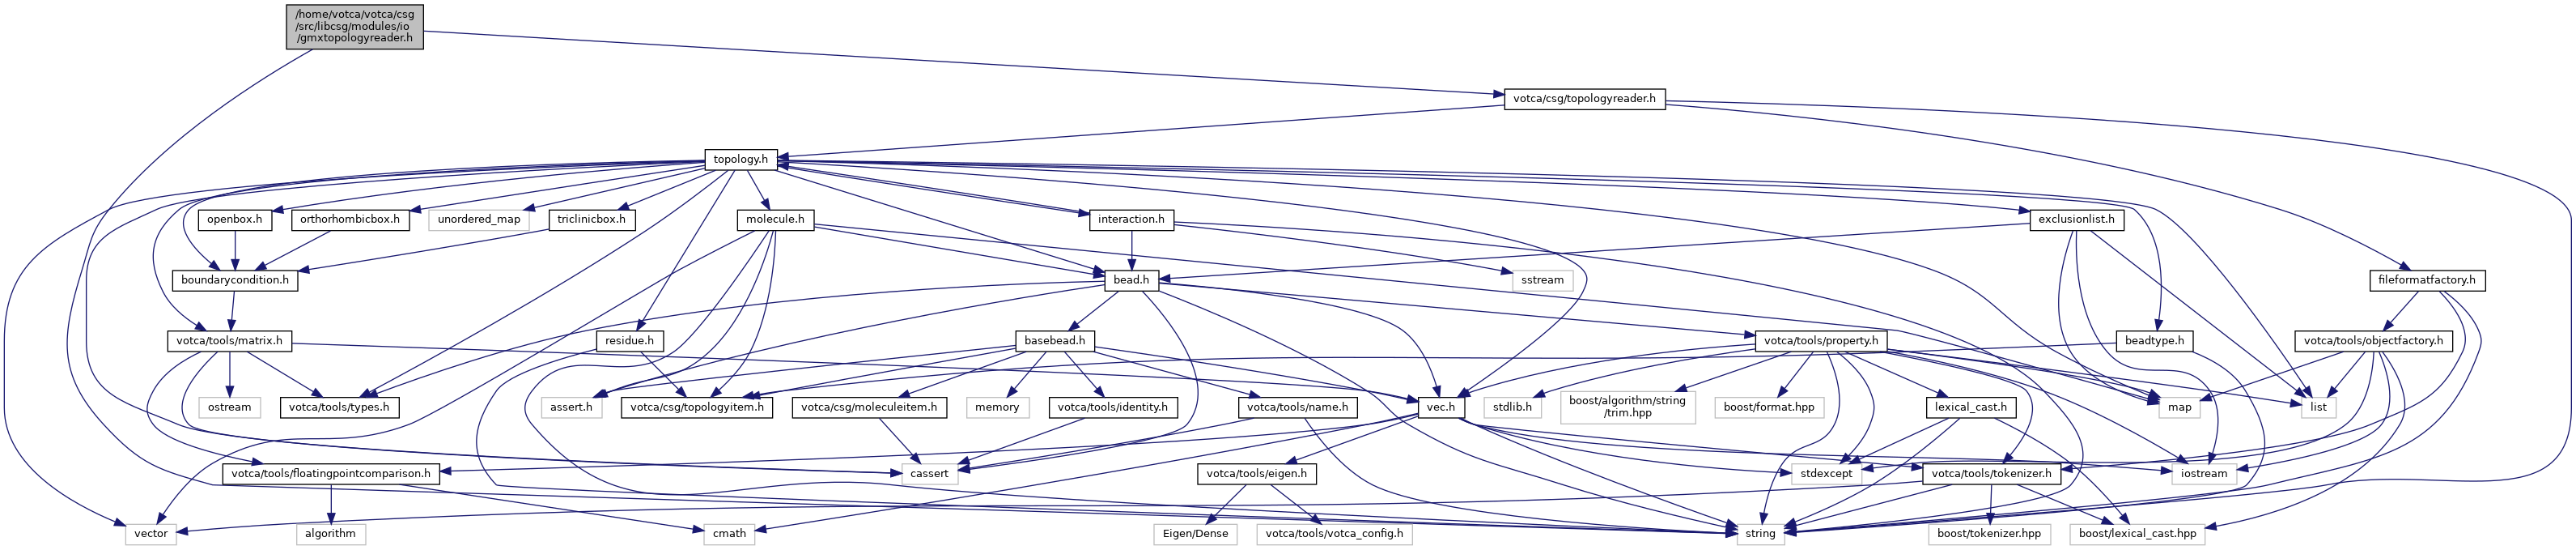 /home/votca/votca/csg
/src/libcsg/modules/io
/gmxtopologyreader.h
votca/csg/topologyreader.h
topology.h
openbox.h
orthorhombicbox.h
unordered_map
triclinicbox.h
molecule.h
interaction.h
exclusionlist.h
boundarycondition.h
bead.h
sstream
fileformatfactory.h
votca/tools/matrix.h
residue.h
basebead.h
votca/tools/property.h
beadtype.h
votca/tools/objectfactory.h
ostream
votca/tools/types.h
assert.h
votca/csg/topologyitem.h
votca/csg/moleculeitem.h
memory
votca/tools/identity.h
votca/tools/name.h
vec.h
stdlib.h
boost/algorithm/string
/trim.hpp
boost/format.hpp
lexical_cast.h
map
list
votca/tools/floatingpointcomparison.h
cassert
votca/tools/eigen.h
stdexcept
votca/tools/tokenizer.h
iostream
vector
algorithm
cmath
Eigen/Dense
votca/tools/votca_config.h
string
boost/tokenizer.hpp
boost/lexical_cast.hpp